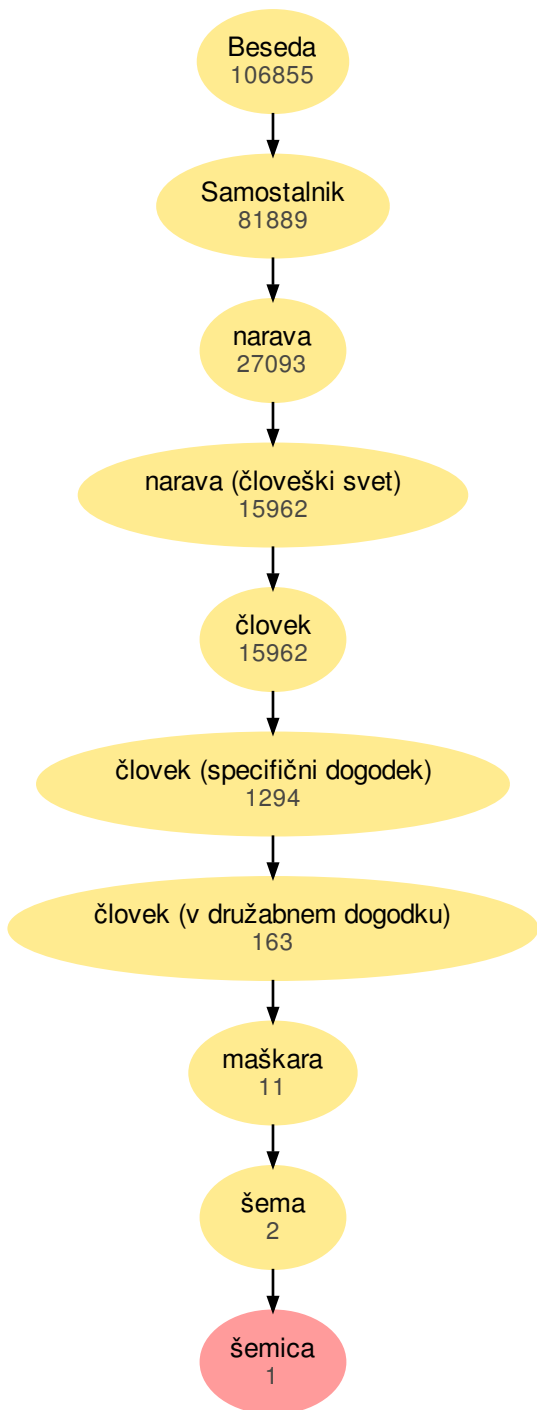 Beseda
106855
Samostalnik
81889
narava
27093
narava (človeški svet)
15962
človek
15962
človek (specifični dogodek)
1294
človek (v družabnem dogodku)
163
maškara
11
šema
2
šemica
1